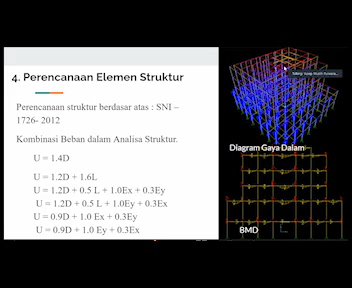 4. Perencanaan Elemen Struktur
Perencanaan struktur berdasar atas : SNI –
1726- 2012
Kombinasi Beban dalam Analisa Struktur.
U = 1.4D
U = 1.2D + 1.6L
U = 1.2D + 0.5 L + 1.0Ex + 0.3Ey
U = 1.2D + 0.5 L + 1.0Ey + 0.3Ex
U = 0.9D + 1.0 Ex + 0.3Ey
U = 0.9D + 1.0 Ey + 0.3Ex
Diagram Gaya Dalam
BMD